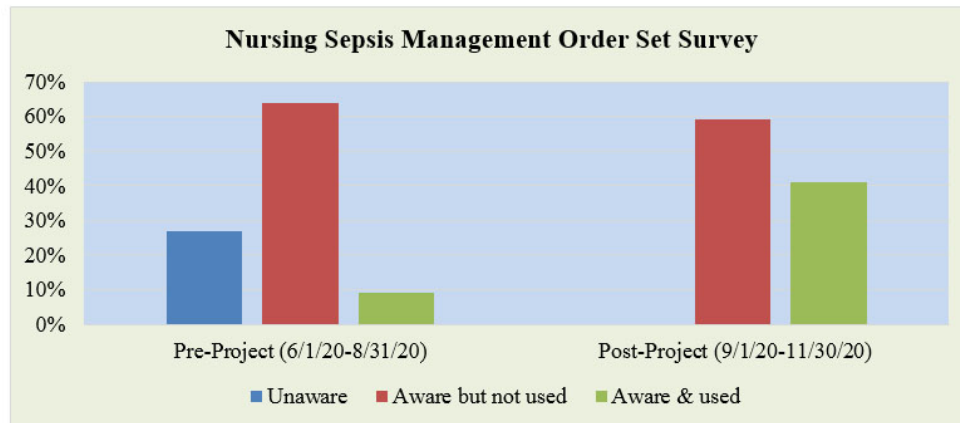 Nursing Sepsis Management Order Set Survey
70%
60%
50%
40%
30%
20%
10%
0%
Pre-Project (6/1/20-8/31/20) Post-Project (9/1/20-11/30/20)
Unaware Aware but not used Aware & used